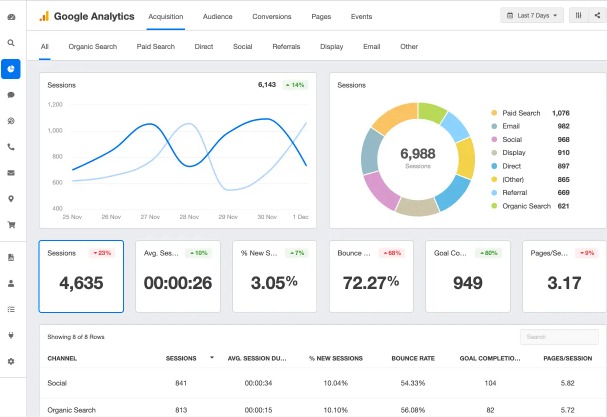 Google Analytics Acquisition Audience Conversions Pages Events Last 7 Days
All Organic Search Paid Search Direct Social Referrals Display Email Other
Sessions 6,143 14%
1,200
1,000
800
600
400
25 Nov 26 Nov 27 Nov 28 Nov 29 Nov 30 Nov 1 Dec
Sessions
6,988
Sessions
Paid Search 1,076
Email 982
Social 968
Display 910
Direct 897
(Other) 865
Referral 669
Organic Search 621
Sessions 23%
4,635
Avg. Ses... 10%
00:00:26
% New S... 7%
3.05%
Bounce ... 68%
72.27%
Goal Co... 80%
949
Pages/Se... 9%
3.17
Showing 8 of 8 Rows Search
CHANNEL SESSIONS AVG. SESSION DU... % NEW SESSIONS BOUNCE RATE GOAL COMPLETIO... PAGES/SESSION
Social 841 00:00:34 10.04% 54.33% 104 5.82
Organic Search 813 00:00:15 10.10% 56.08% 82 5.72